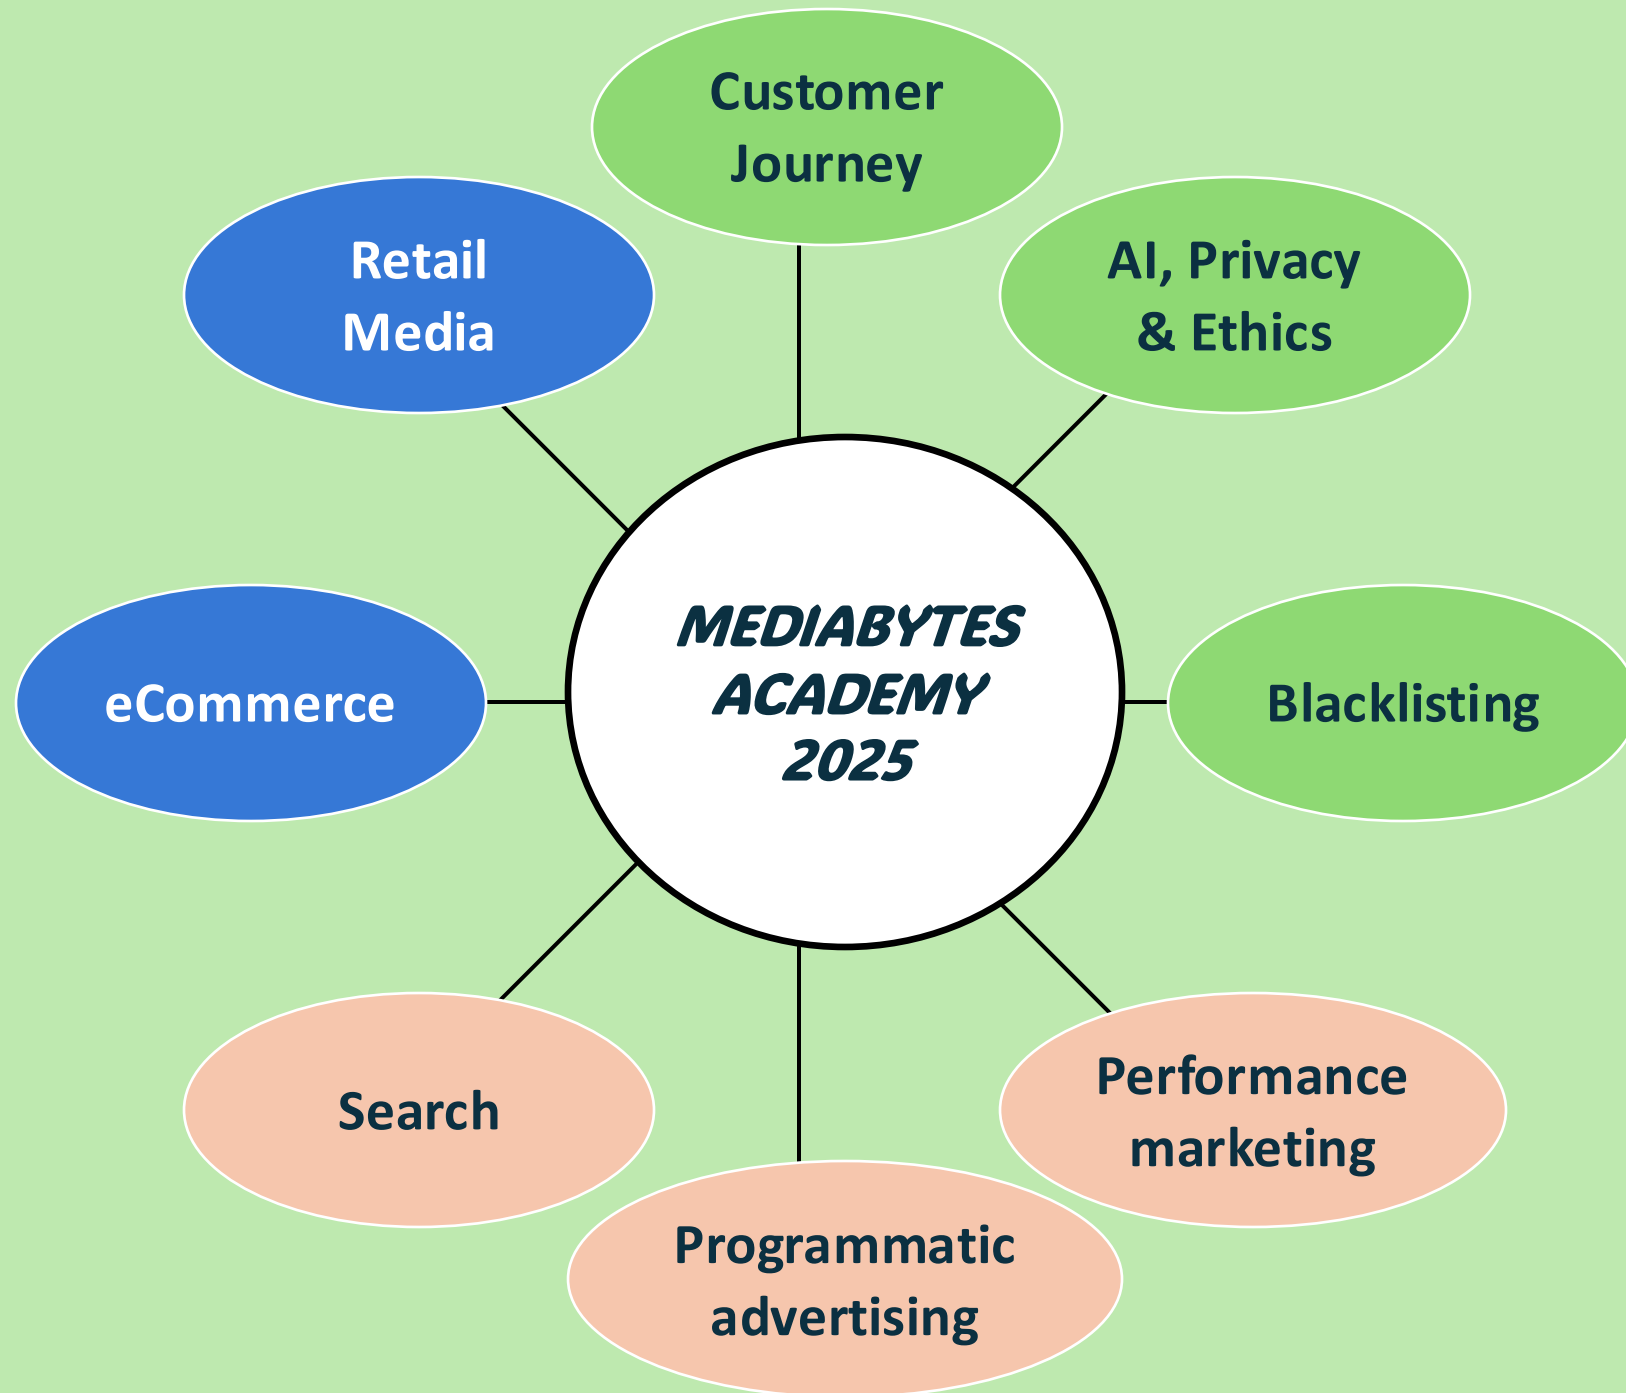 Customer
Journey
Retail
Media
AI, Privacy
& Ethics
MEDIABYTES
ACADEMY
2025
eCommerce
Blacklisting
Search
Performance
marketing
Programmatic
advertising